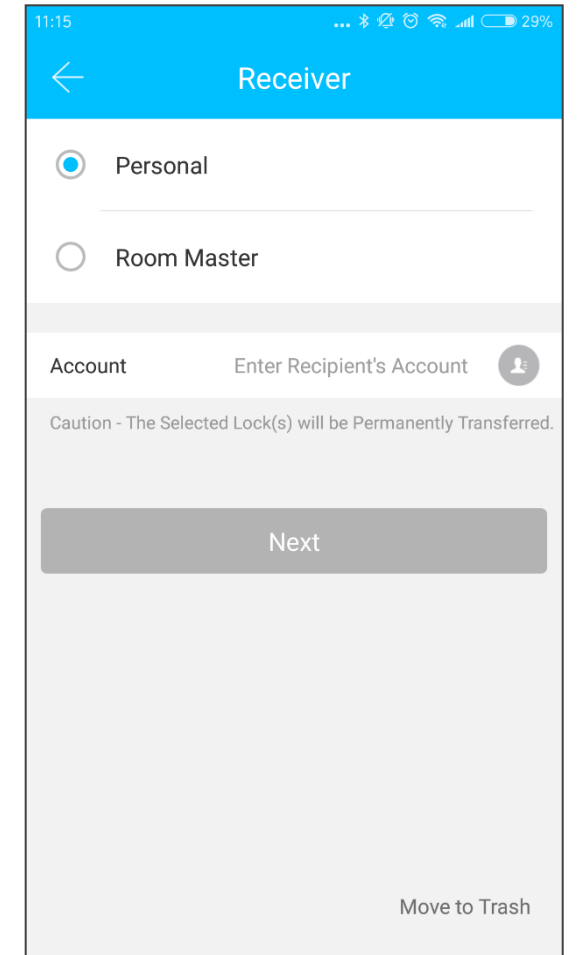 11:15 ... 29%
Receiver
Personal
Room Master
Account Enter Recipient's Account
Caution - The Selected Lock(s) will be Permanently Transferred.
Next
Move to Trash